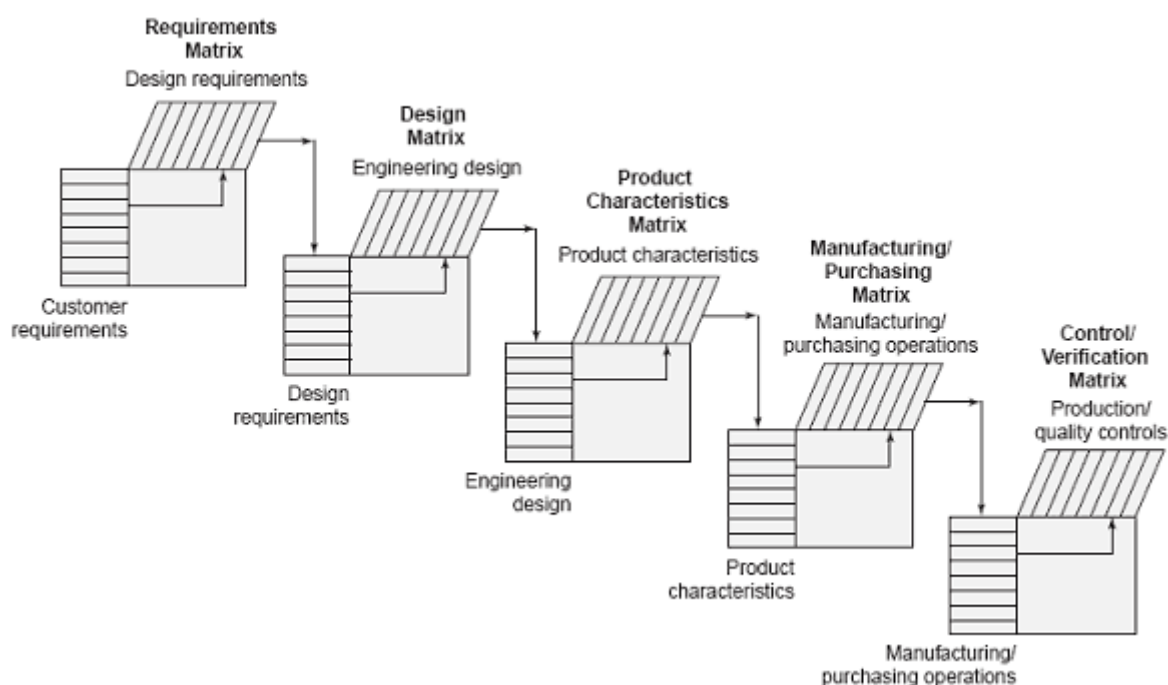 Requirements
Matrix
Design requirements
Customer
requirements
Design
Matrix
Engineering design
Design
requirements
Product
Characteristics
Matrix
Product characteristics
Engineering
design
Manufacturing/
Purchasing
Matrix
Manufacturing/
purchasing operations
Product
characteristics
Control/
Verification
Matrix
Production/
quality controls
Manufacturing/
purchasing operations